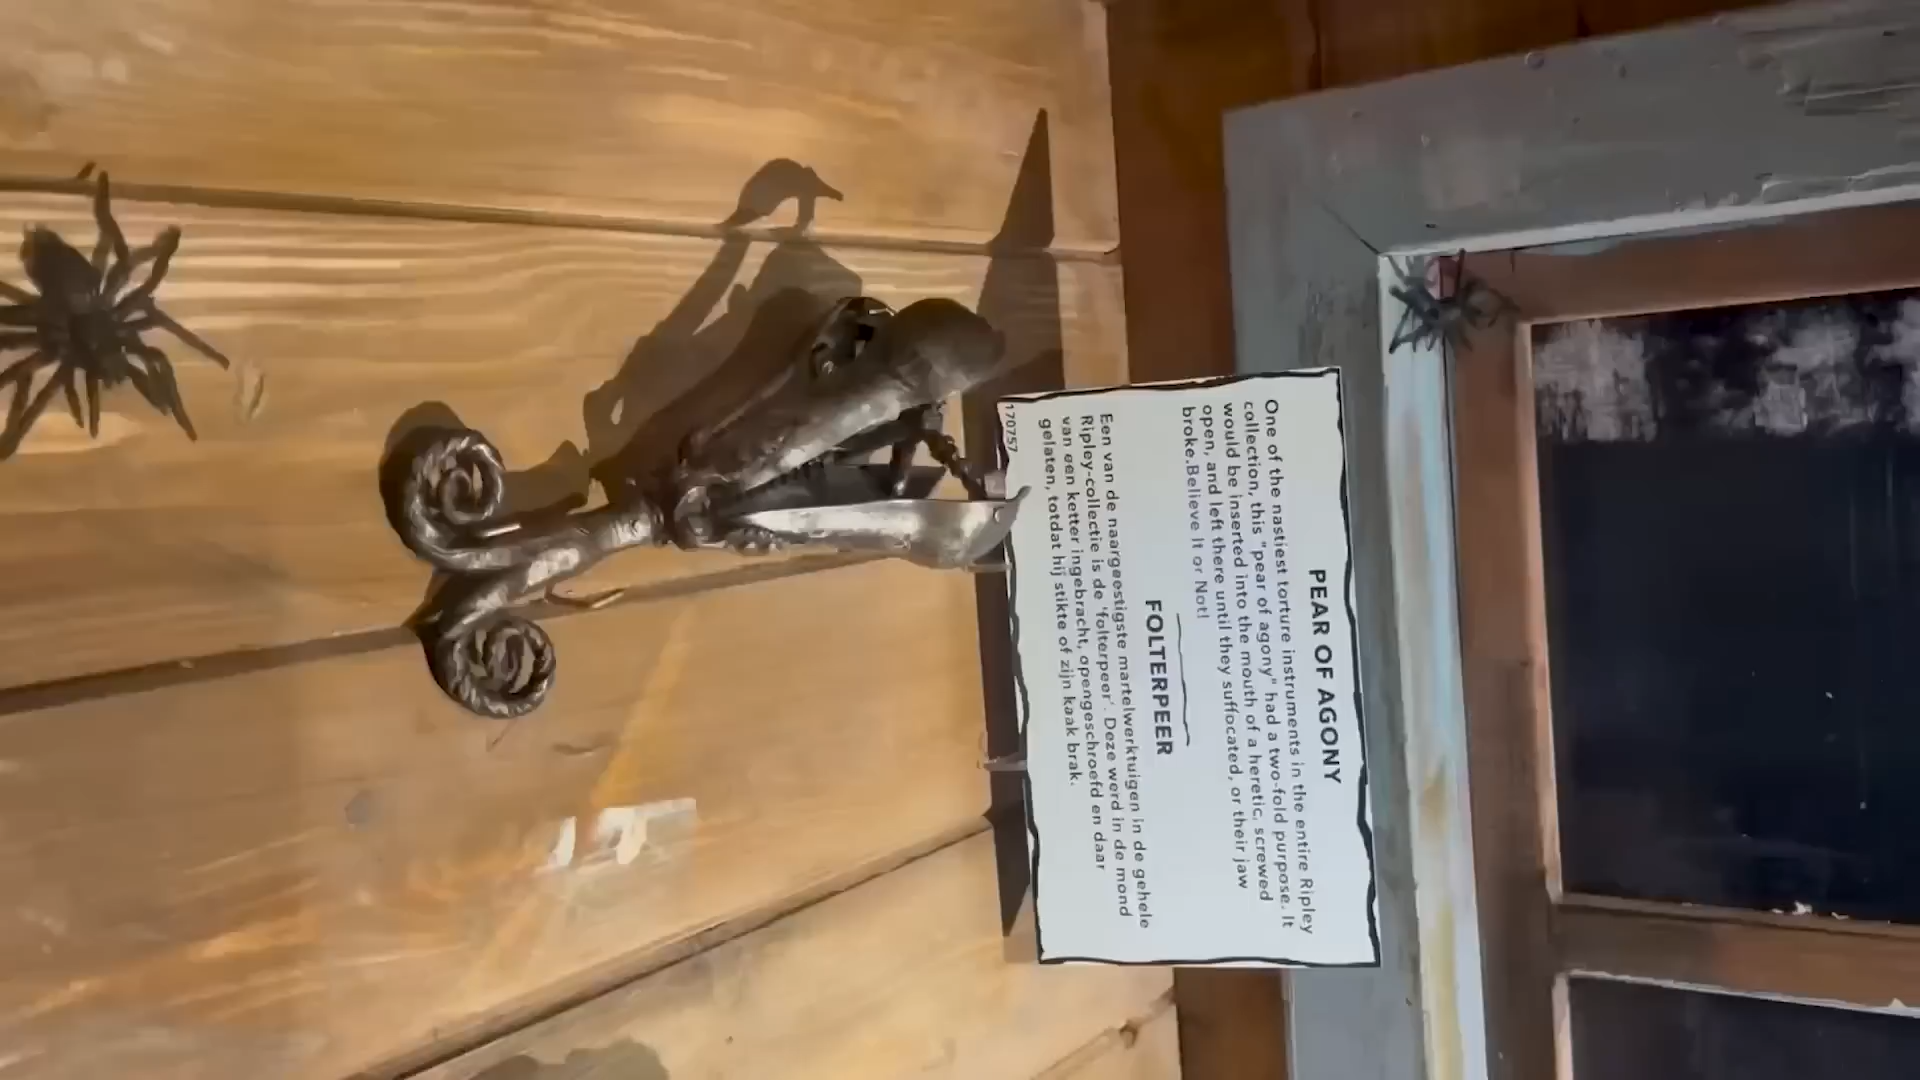 PEAR OF AGONY
One of the nastiest torture instruments in the entire Ripley
collection, this "pear of agony" had a two-fold purpose. It
would be inserted into the mouth of a heretic, screwed
open, and left there until they suffocated, or their jaw
broke.Believe It or Not!
FOLTERPEER
Een van de naargeestigste martelwerktuigen in de gehele
Ripley-collectie is de 'folterpeer'. Deze werd in de mond
van een ketter ingebracht, opengeschroefd en daar
gelaten, totdat hij stikte of zijn kaak brak.
170757